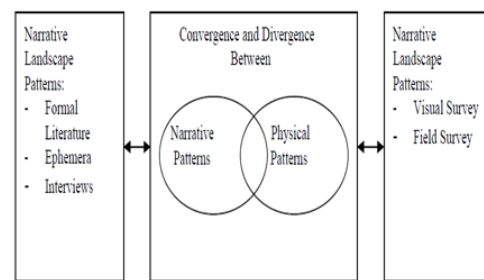 Narrative
Landscape
Patterns:
- Formal
Literature
- Ephemera
- Interviews
Convergence and Divergence
Between
Narrative
Patterns
Physical
Patterns
Narrative
Landscape
Patterns:
- Visual Survey
- Field Survey